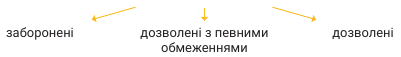 заборонені
дозволені з певними
обмеженнями
дозволені